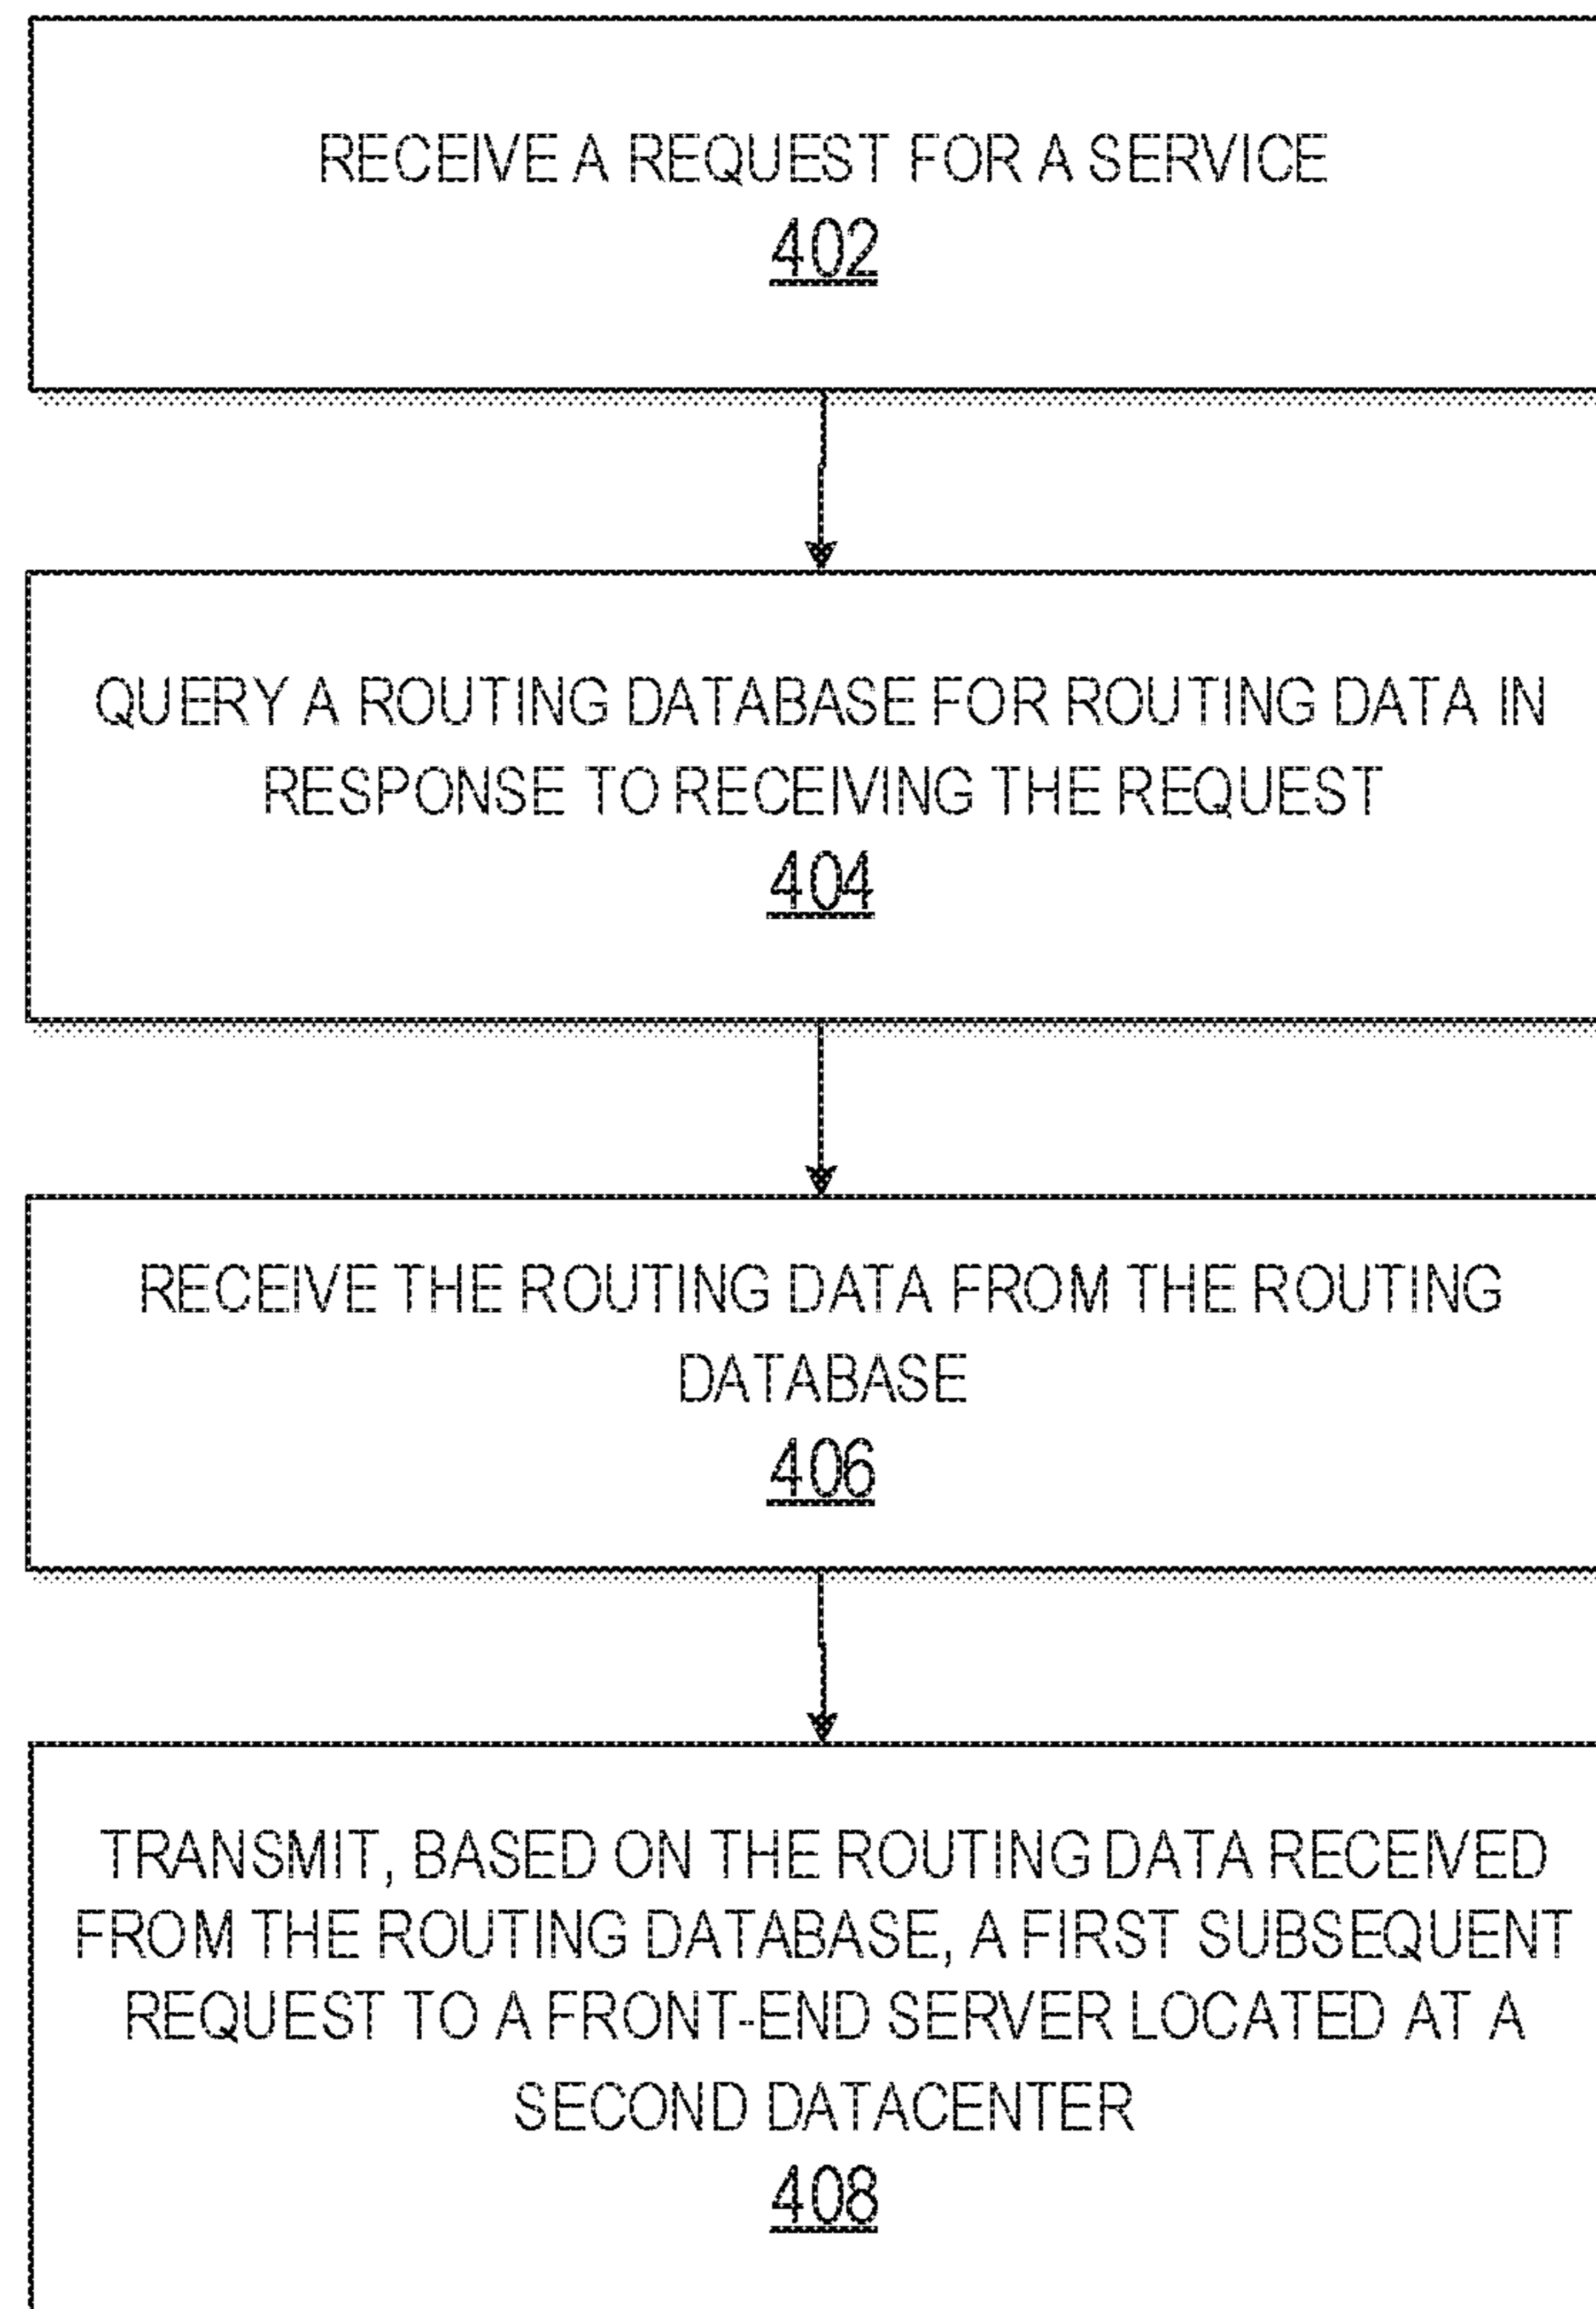 RECEIVE A REQUEST FOR A SERVICE
402
QUERY A ROUTING DATABASE FOR ROUTING DATA IN
RESPONSE TO RECEIVING THE REQUEST
404
RECEIVE THE ROUTING DATA FROM THE ROUTING
DATABASE
406
TRANSMIT, BASED ON THE ROUTING DATA RECEIVED
FROM THE ROUTING DATABASE, A FIRST SUBSEQUENT
REQUEST TO A FRONT-END SERVER LOCATED AT A
SECOND DATACENTER
408